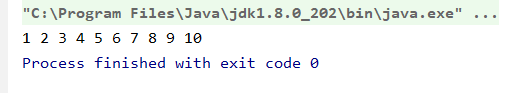 "C:\Program Files\Java\jdk1.8.0_202\bin\java.exe" ...
1 2 3 4 5 6 7 8 9 10
Process finished with exit code 0